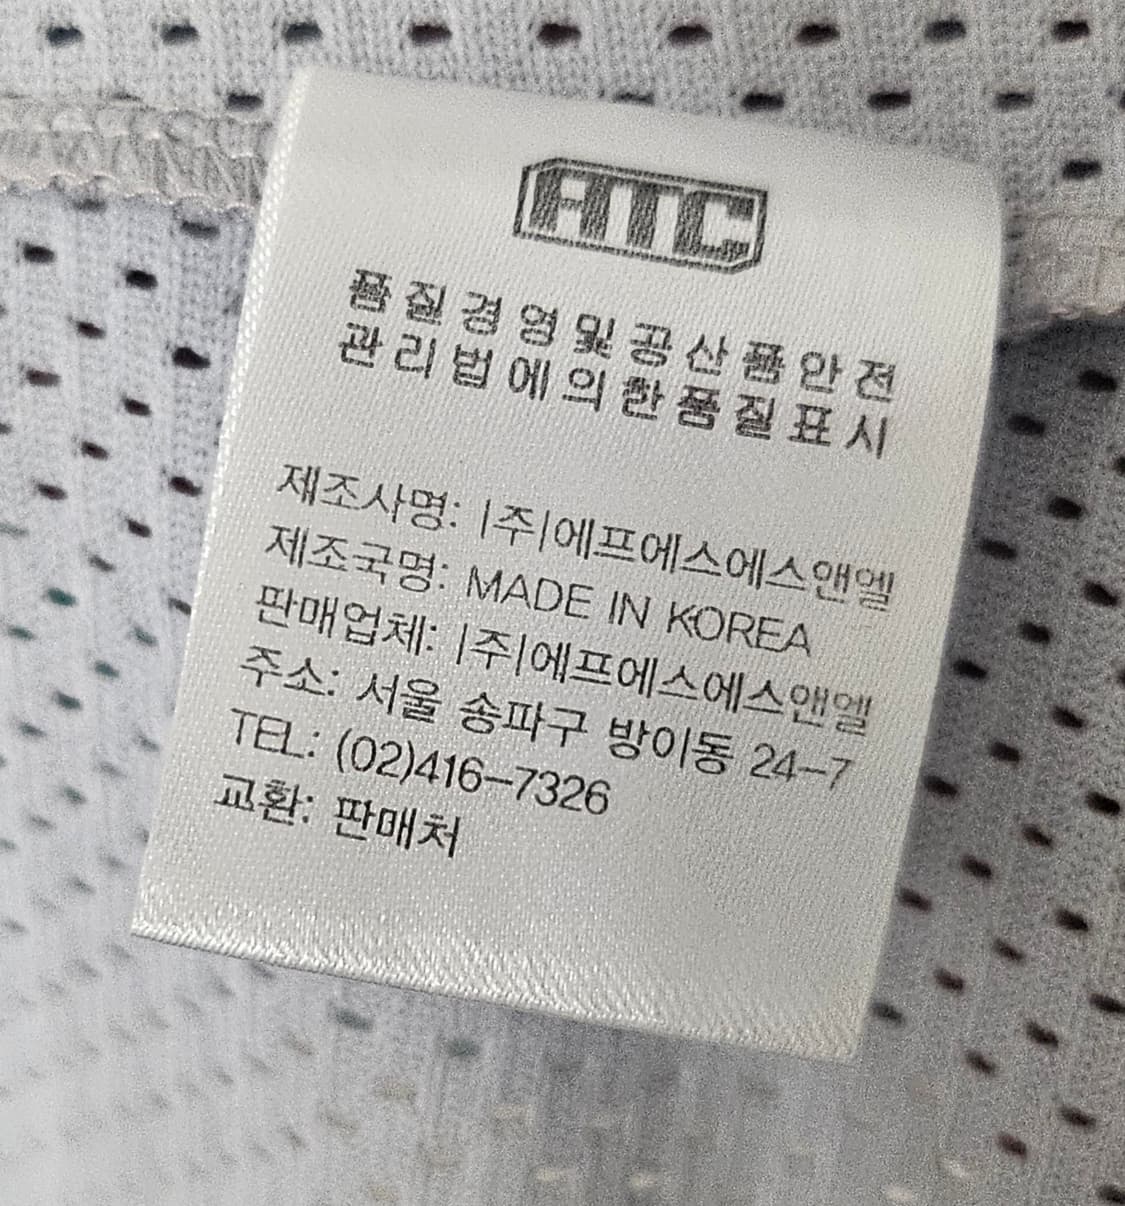 ATC
품질경영및공산품안전
관리법에의한품질표시
제조사명: |주|에프에스에스앤엘
제조국명: MADE IN KOREA
판매업체: |주|에프에스에스앤엘
주소: 서울 송파구 방이동 24-7
TEL: (02)416-7326
교환: 판매처